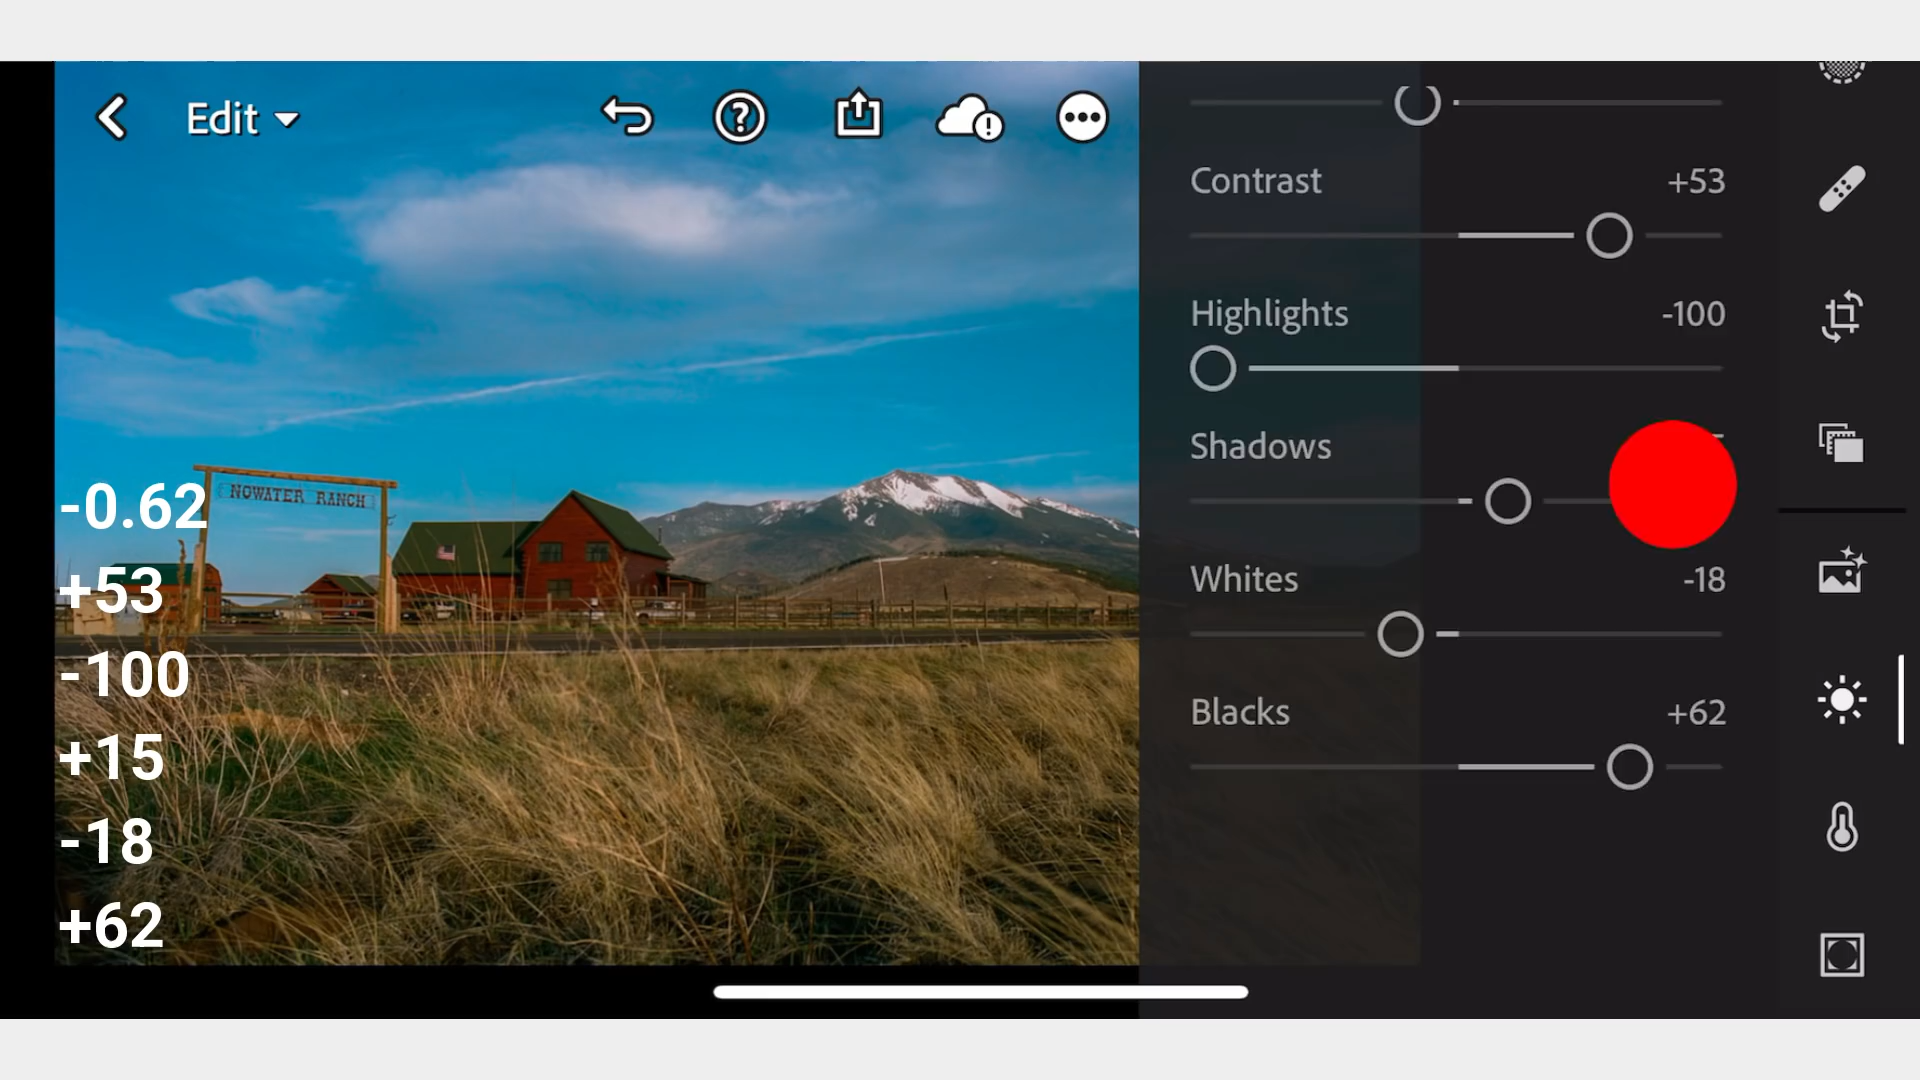 Edit
Contrast +53
Highlights -100
Shadows
Whites -18
Blacks +62
NOWATER RANCH
-0.62
+53
-100
+15
-18
+62